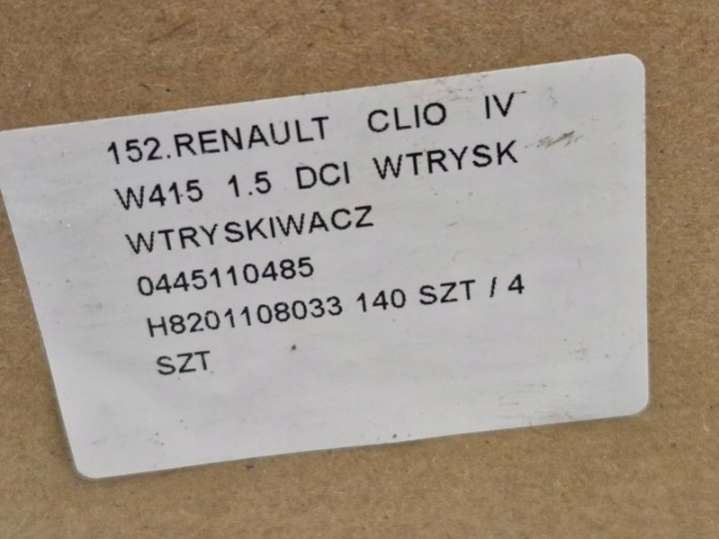 152.RENAULT CLIO IV
W415 1.5 DCI WTRYSK
WTRYSKIWACZ
0445110485
H8201108033 140 SZT / 4
SZT